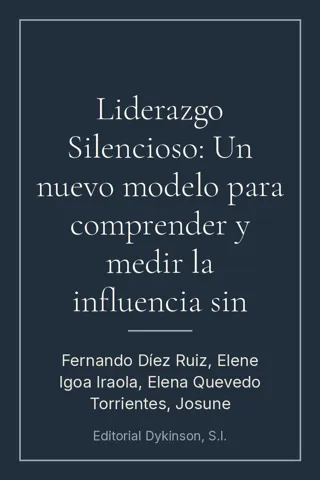 Liderazgo
Silencioso: Un
nuevo modelo para
comprender y
medir la
influencia sin
Fernando Díez Ruiz, Elene
Igoa Iraola, Elena Quevedo
Torrientes, Josune
Editorial Dykinson, S.l.